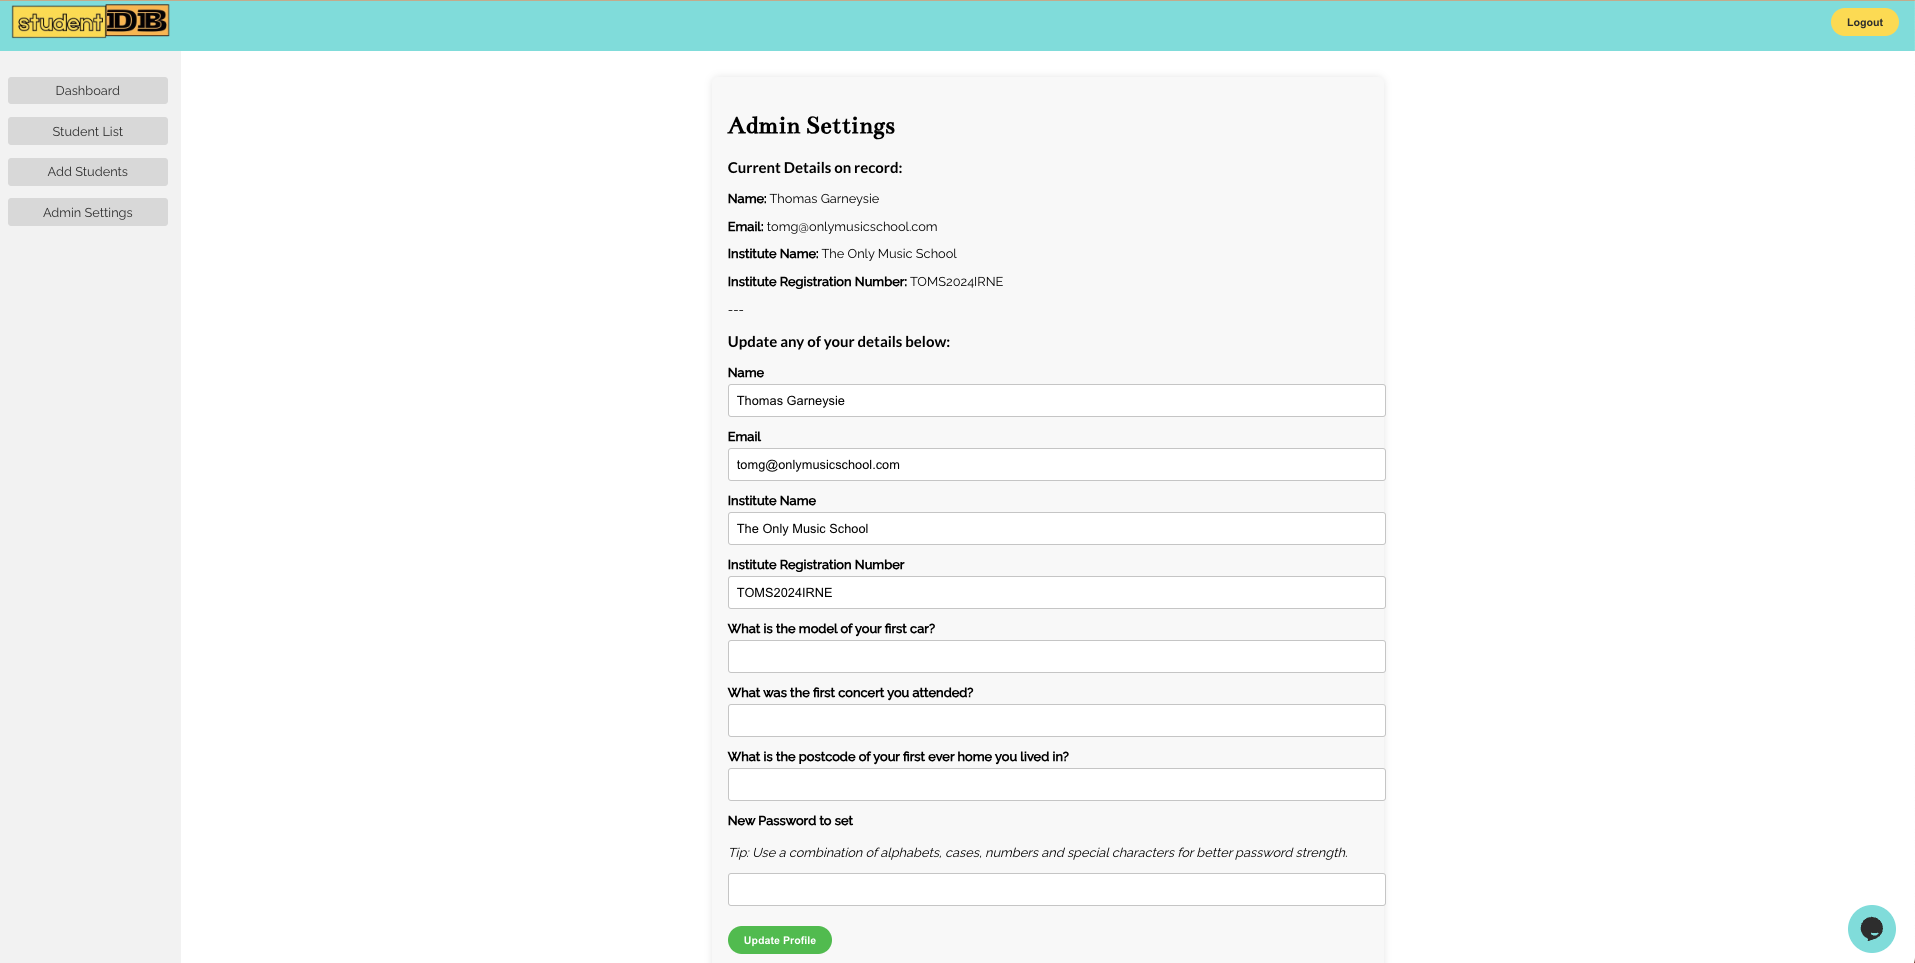 studentDB
Logout
Dashboard
Student List
Add Students
Admin Settings
Admin Settings
Current Details on record:
Name: Thomas Garneysie
Email: tomg@onlymusicschool.com
Institute Name: The Only Music School
Institute Registration Number: TOMS2024IRNE
---
Update any of your details below:
Name
Thomas Garneysie
Email
tomg@onlymusicschool.com
Institute Name
The Only Music School
Institute Registration Number
TOMS2024IRNE
What is the model of your first car?
What was the first concert you attended?
What is the postcode of your first ever home you lived in?
New Password to set
Tip: Use a combination of alphabets, cases, numbers and special characters for better password strength.
Update Profile